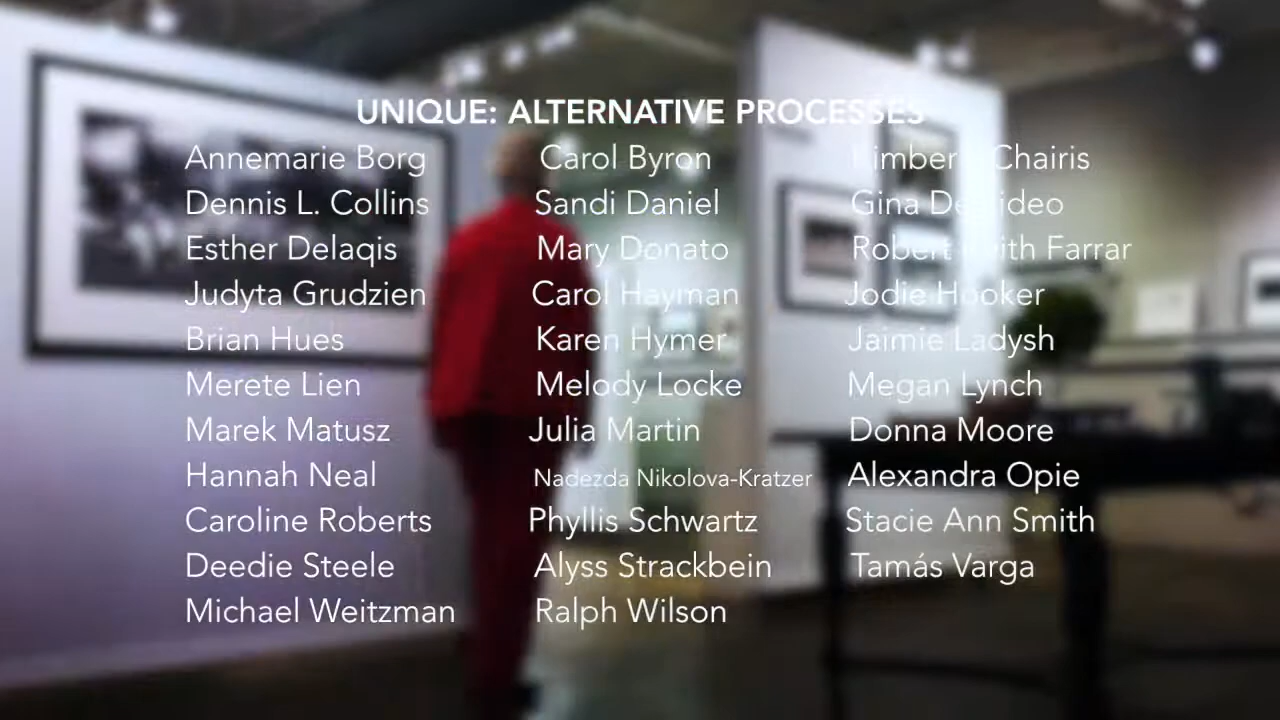 UNIQUE: ALTERNATIVE PROCESSES
Annemarie Borg Carol Byron Chairis
Dennis L. Collins Sandi Daniel Gina
Esther Delaqis Mary Donato Robert Keith Farrar
Judyta Grudzien Carol Hayman Jodie Hooker
Brian Hues Karen Hymer Jaimie Ladysh
Merete Lien Melody Locke Megan Lynch
Marek Matusz Julia Martin Donna Moore
Hannah Neal Nadezda Nikolova-Kratzer Alexandra Opie
Caroline Roberts Phyllis Schwartz Stacie Ann Smith
Deedie Steele Alyss Strackbein Tamás Varga
Michael Weitzman Ralph Wilson